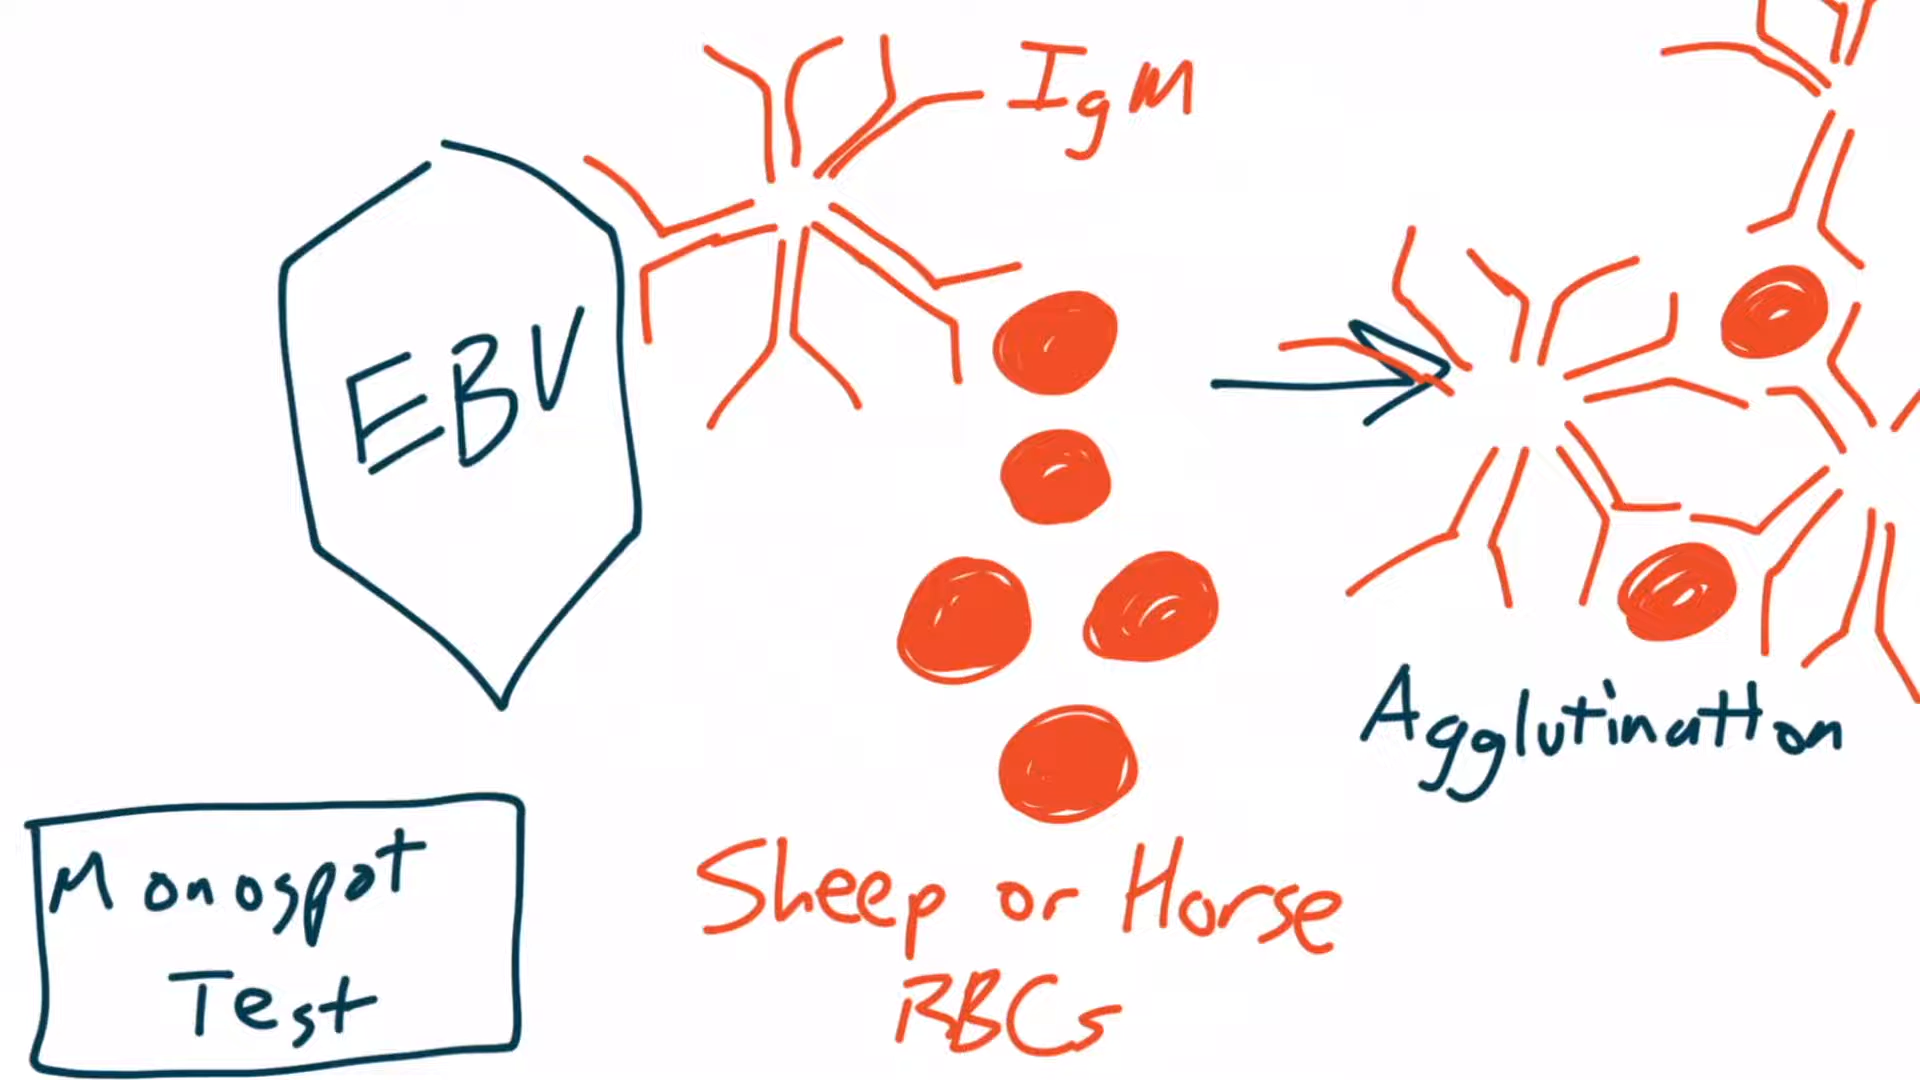 IgM
EBV
Agglutination
Monospot
Test
Sheep or Horse
RBCs